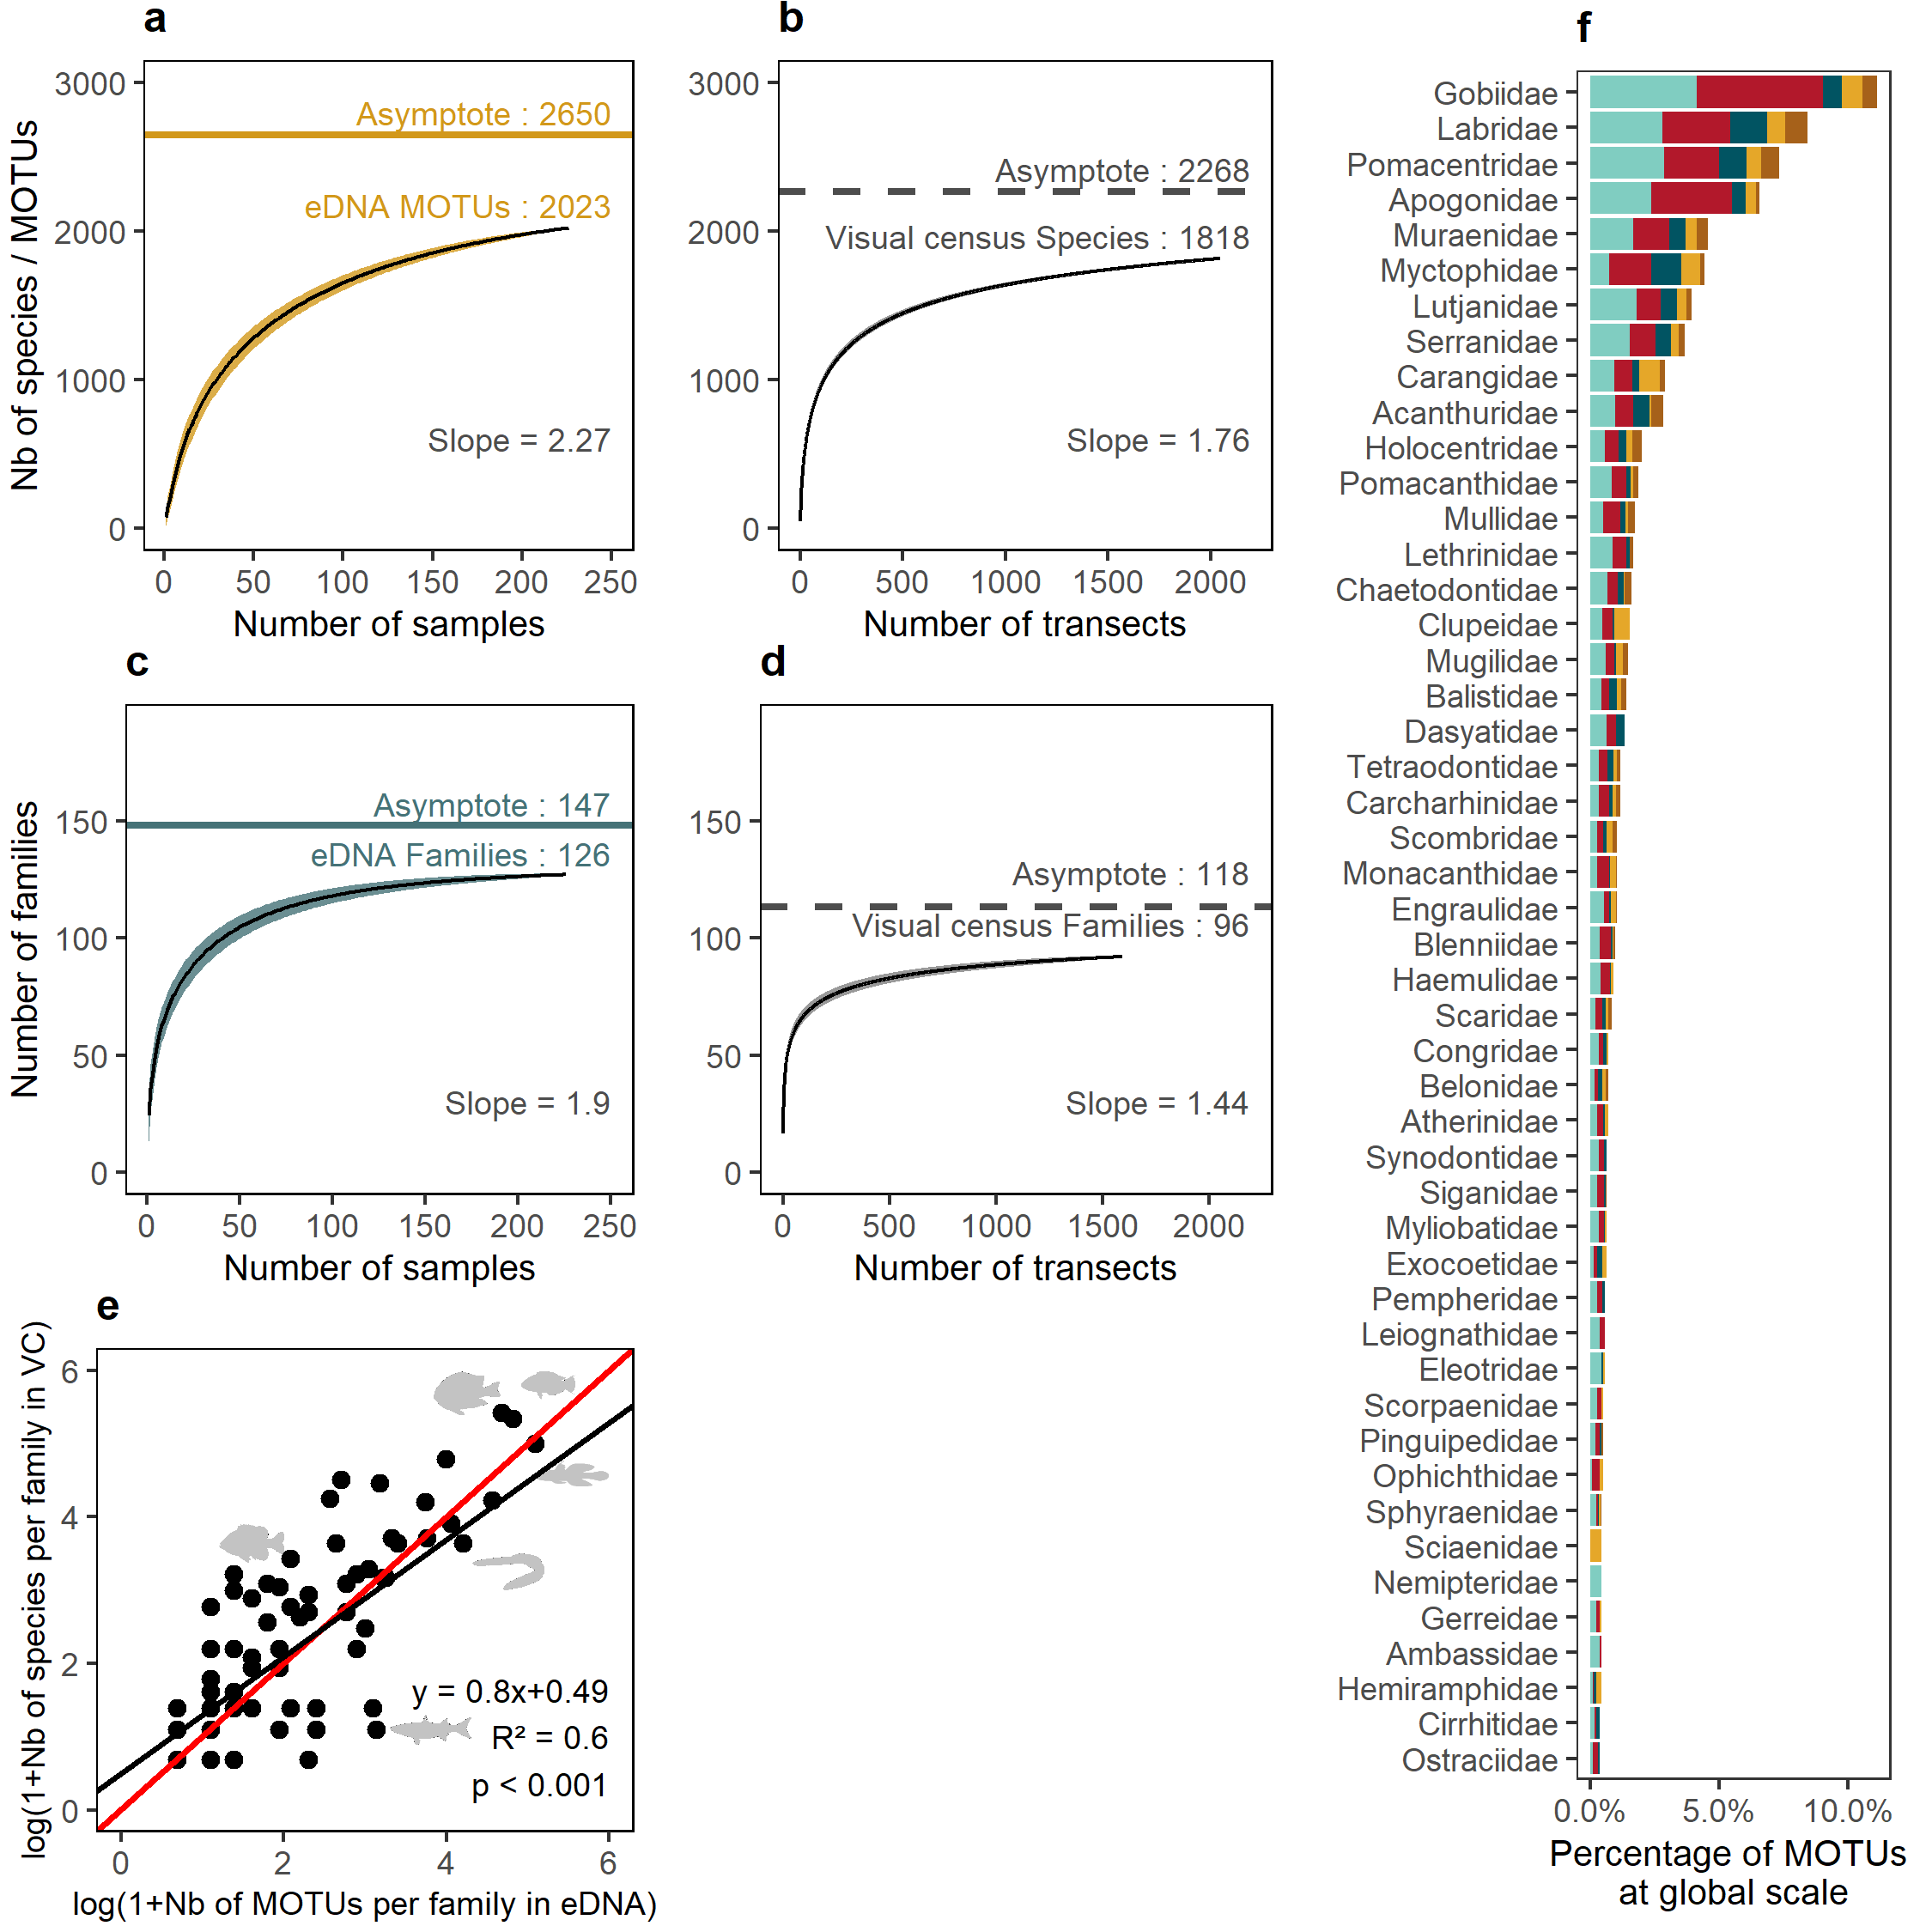 a
3000
2000
1000
0
Nb of species / MOTUs
Asymptote : 2650
eDNA MOTUs : 2023
Slope = 2.27
0 50 100 150 200 250
Number of samples
b
3000
2000
1000
0
Asymptote : 2268
Visual census Species : 1818
Slope = 1.76
0 500 1000 1500 2000
Number of transects
c
150
100
50
0
Number of families
Asymptote : 147
eDNA Families : 126
Slope = 1.9
0 50 100 150 200 250
Number of samples
d
150
100
50
0
Asymptote : 118
Visual census Families : 96
Slope = 1.44
0 500 1000 1500 2000
Number of transects
e
6
4
2
0
log(1+Nb of species per family in VC)
y = 0.8x+0.49
R² = 0.6
p < 0.001
0 2 4 6
log(1+Nb of MOTUs per family in eDNA)
f
Gobiidae
Labridae
Pomacentridae
Apogonidae
Muraenidae
Myctophidae
Lutjanidae
Serranidae
Carangidae
Acanthuridae
Holocentridae
Pomacanthidae
Mullidae
Lethrinidae
Chaetodontidae
Clupeidae
Mugilidae
Balistidae
Dasyatidae
Tetraodontidae
Carcharhinidae
Scombridae
Monacanthidae
Engraulidae
Blenniidae
Haemulidae
Scaridae
Congridae
Belonidae
Atherinidae
Synodontidae
Siganidae
Myliobatidae
Exocoetidae
Pempheridae
Leiognathidae
Eleotridae
Scorpaenidae
Pinguipedidae
Ophichthidae
Sphyraenidae
Sciaenidae
Nemipteridae
Gerreidae
Ambassidae
Hemiramphidae
Cirrhitidae
Ostraciidae
0.0% 5.0% 10.0%
Percentage of MOTUs
at global scale